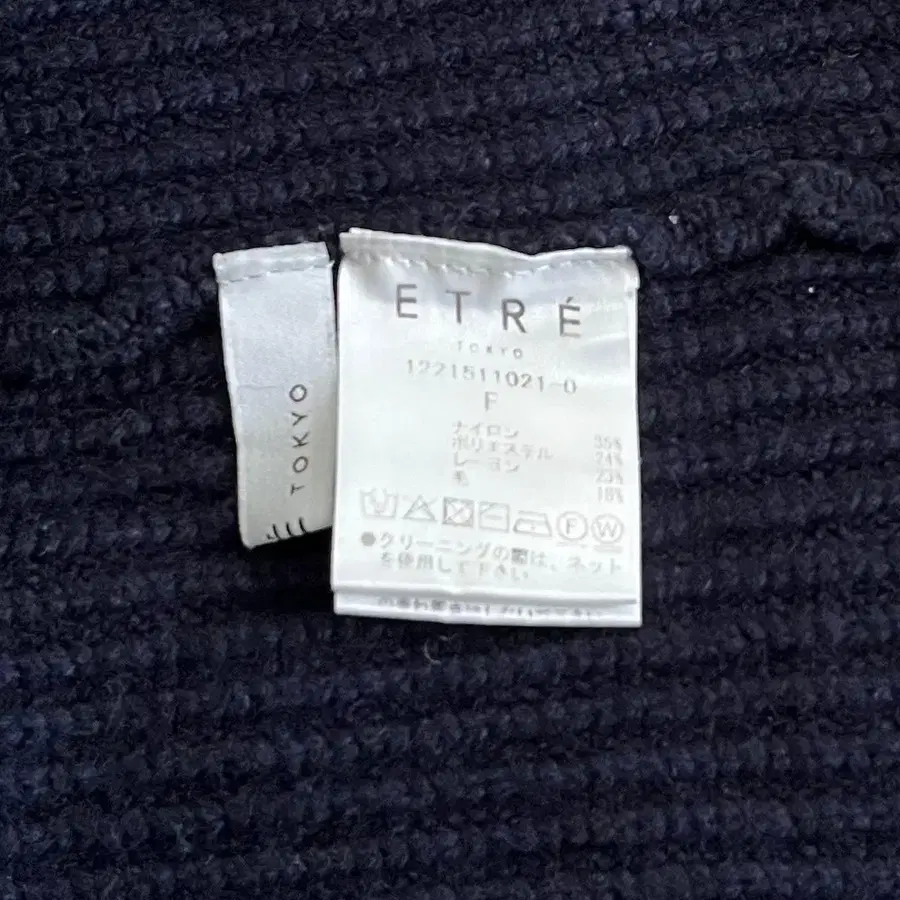 TOKYO
ETRÉ
TOKYO
1221511021-0
F
ナイロン 35%
ポリエステル 24%
レーヨン 23%
毛 18%
F W
●クリーニングの際は、ネット
を使用して下さい